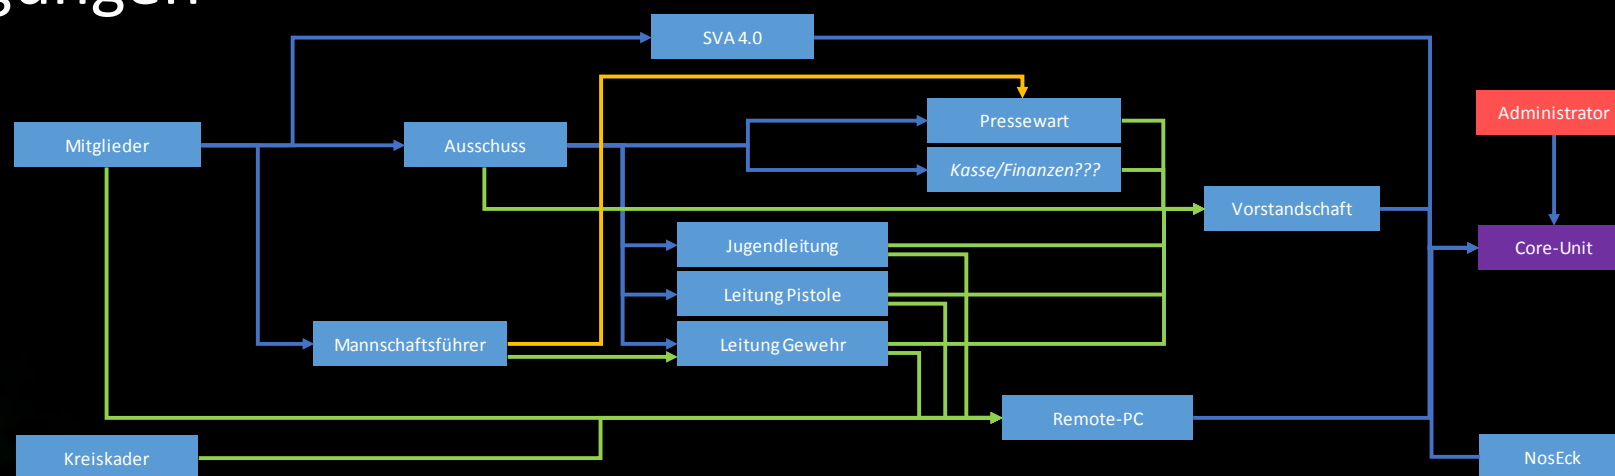 SVA 4.0
Pressewart
Administrator
Mitglieder
Ausschuss
Kasse/Finanzen???
Vorstandschaft
Jugendleitung
Core-Unit
Leitung Pistole
Mannschaftsführer
Leitung Gewehr
Remote-PC
Kreiskader
NosEck